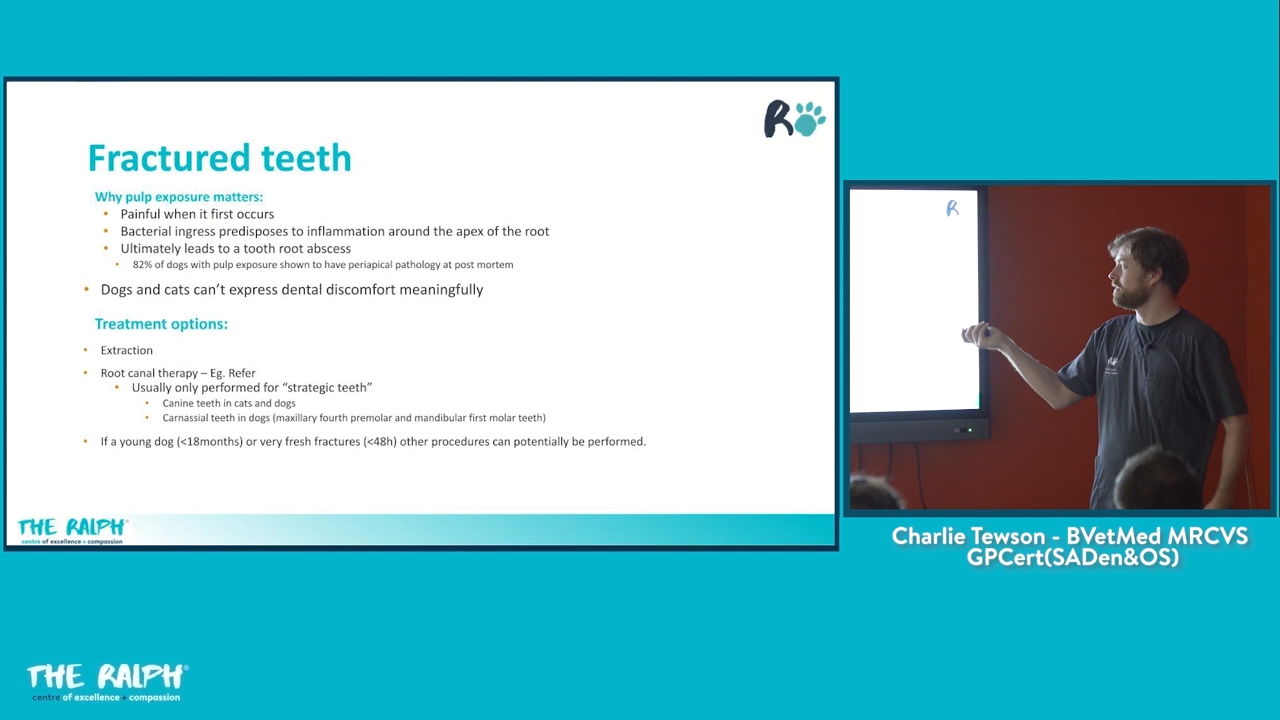 R
Fractured teeth
Why pulp exposure matters:
• Painful when it first occurs
• Bacterial ingress predisposes to inflammation around the apex of the root
• Ultimately leads to a tooth root abscess
• 82% of dogs with pulp exposure shown to have periapical pathology at post mortem
• Dogs and cats can't express dental discomfort meaningfully
Treatment options:
• Extraction
• Root canal therapy – Eg. Refer
• Usually only performed for "strategic teeth"
• Canine teeth in cats and dogs
• Carnassial teeth in dogs (maxillary fourth premolar and mandibular first molar teeth)
• If a young dog (<18months) or very fresh fractures (<48h) other procedures can potentially be performed.
THE RALPH®
centre of excellence + compassion
R
Charlie Tewson - BVetMed MRCVS
GPCert(SADen&OS)
THE RALPH®
centre of excellence + compassion